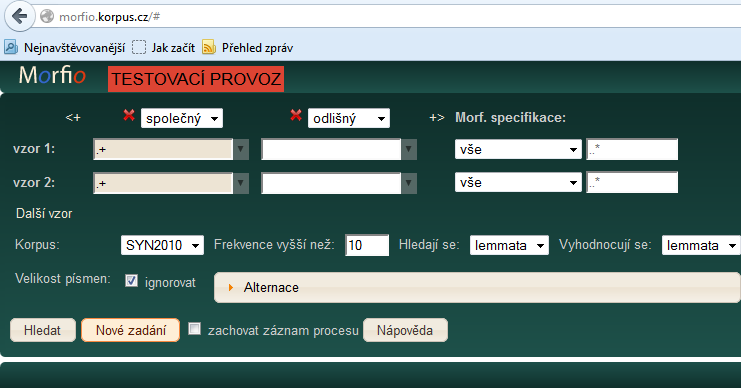 morfio.korpus.cz/#
Nejnavštěvovanější Jak začít Přehled zpráv
Morfio TESTOVACÍ PROVOZ
<+ společný odlišný +> Morf. specifikace:
vzor 1: .+ vše ..*
vzor 2: .+ vše ..*
Další vzor
Korpus: SYN2010 Frekvence vyšší než: 10 Hledají se: lemmata Vyhodnocují se: lemmata
Velikost písmen: ignorovat Alternace
Hledat Nové zadání zachovat záznam procesu Nápověda